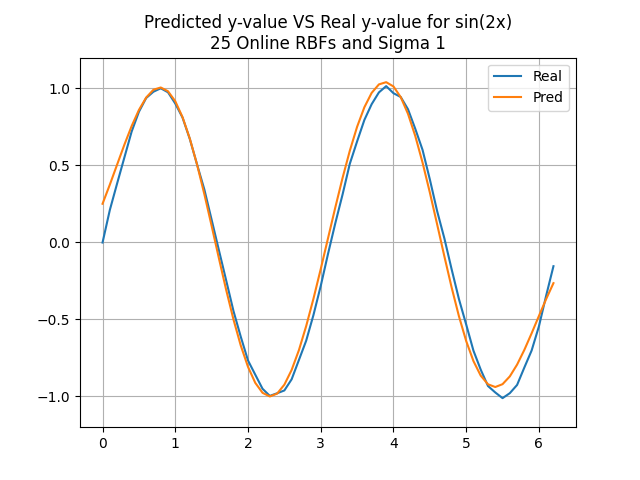 Predicted y-value VS Real y-value for sin(2x)
25 Online RBFs and Sigma 1
Real
Pred
1.0
0.5
0.0
−0.5
−1.0
0 1 2 3 4 5 6